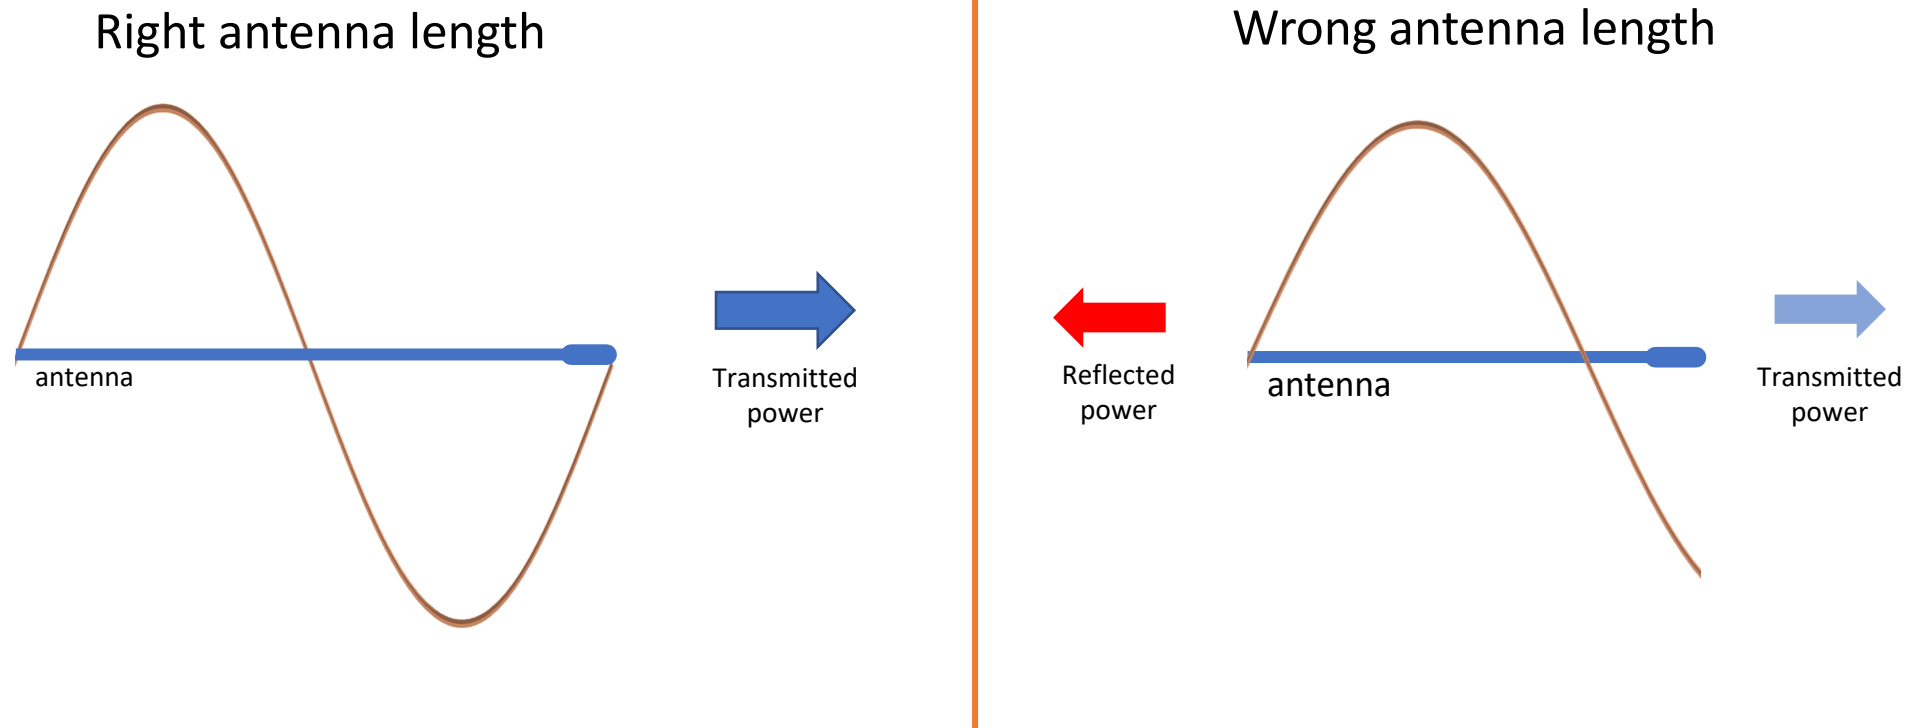 Right antenna length
antenna
Transmitted
power
Wrong antenna length
Reflected
power
antenna
Transmitted
power